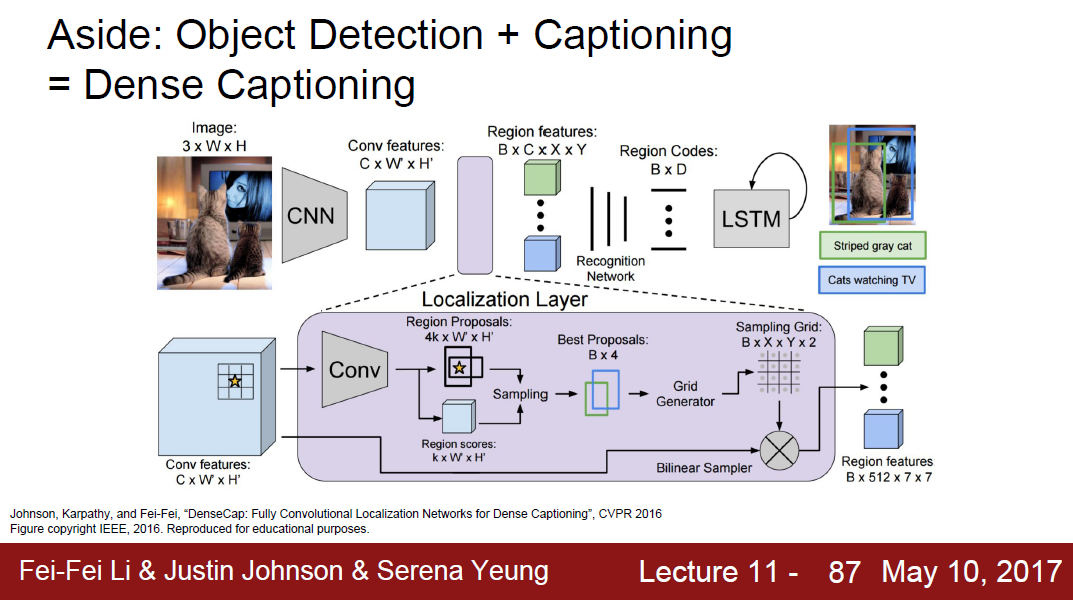 Aside: Object Detection + Captioning
= Dense Captioning
Image:
3 x W x H
CNN
Conv features:
C x W' x H'
Region features:
B x C x X x Y
Recognition
Network
Region Codes:
B x D
LSTM
Striped gray cat
Cats watching TV
Localization Layer
Conv features:
C x W' x H'
Conv
Region Proposals:
4k x W' x H'
Region scores:
k x W' x H'
Sampling
Best Proposals:
B x 4
Grid
Generator
Sampling Grid:
B x X x Y x 2
Bilinear Sampler
Region features
B x 512 x 7 x 7
Johnson, Karpathy, and Fei-Fei, “DenseCap: Fully Convolutional Localization Networks for Dense Captioning”, CVPR 2016
Figure copyright IEEE, 2016. Reproduced for educational purposes.
Fei-Fei Li & Justin Johnson & Serena Yeung
Lecture 11 - 87 May 10, 2017